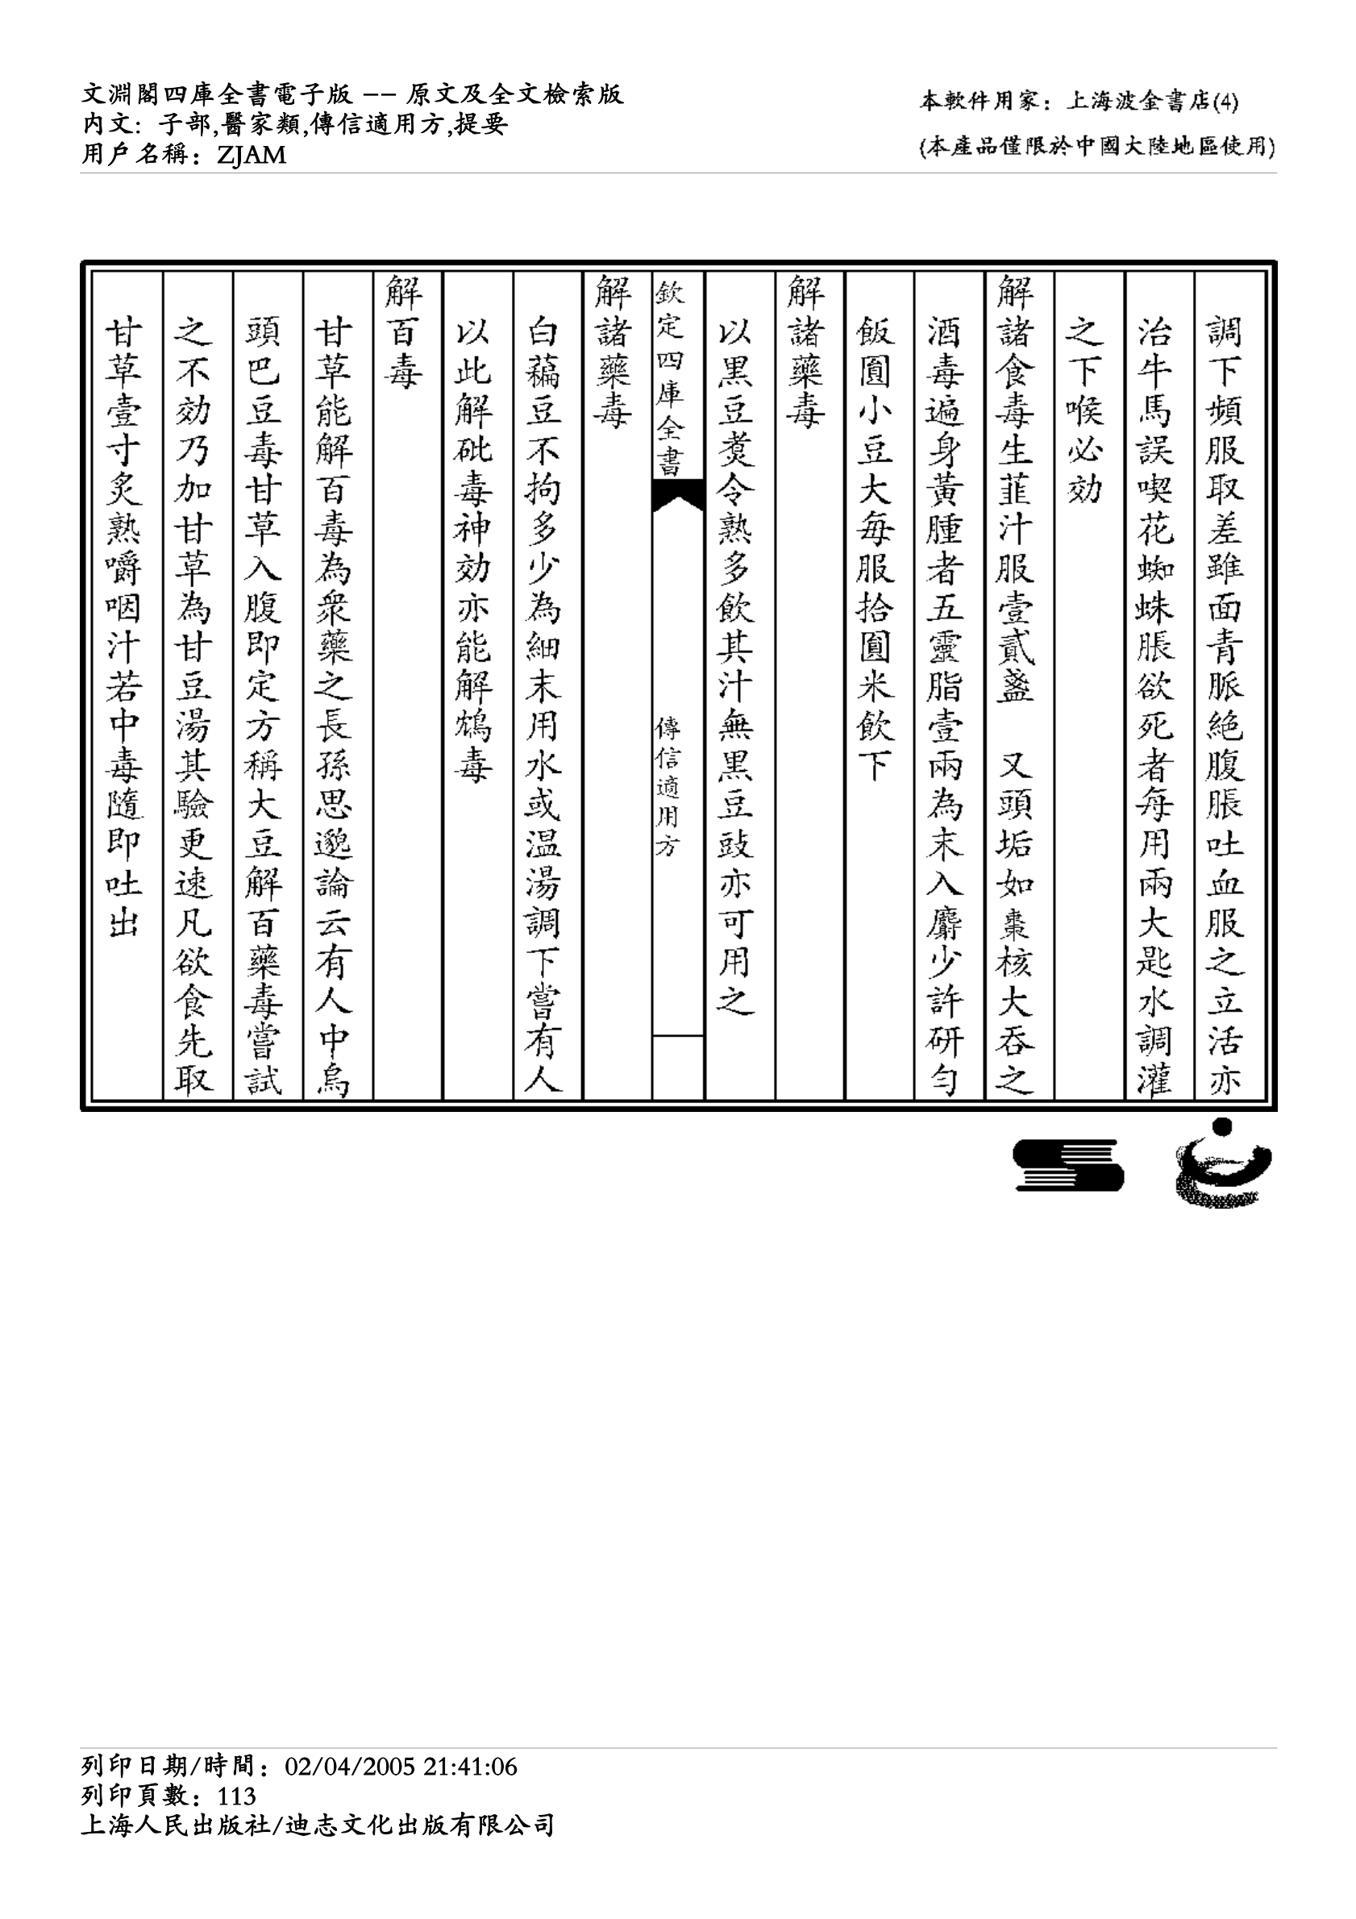 文淵閣四庫全書電子版 -- 原文及全文檢索版
內文: 子部,醫家類,傳信適用方,提要
用戶名稱: ZJAM
本軟件用家: 上海波金書店(4)
(本產品僅限於中國大陸地區使用)
調下頻服取差雖面青脈絶腹脹吐血服之立活亦
治牛馬誤喫花蜘蛛脹欲死者每用兩大匙水調灌
之下喉必効
解諸食毒生韮汁服壹貳盞 又頭垢如棗核大吞之
酒毒遍身黃腫者五靈脂壹兩為末入麝少許研勻
飯圓小豆大每服拾圓米飲下
解諸藥毒
以黒豆煑令熟多飲其汁無黒豆豉亦可用之
欽定四庫全書
傳信適用方
解諸藥毒
白藊豆不拘多少為細末用水或温湯調下嘗有人
以此解砒毒神効亦能解鴆毒
解百毒
甘草能解百毒為衆藥之長孫思邈論云有人中烏
頭巴豆毒甘草入腹即定方稱大豆解百藥毒嘗試
之不効乃加甘草為甘豆湯其驗更速凡欲食先取
甘草壹寸炙熟嚼咽汁若中毒隨即吐出
列印日期/時間: 02/04/2005 21:41:06
列印頁數: 113
上海人民出版社/迪志文化出版有限公司